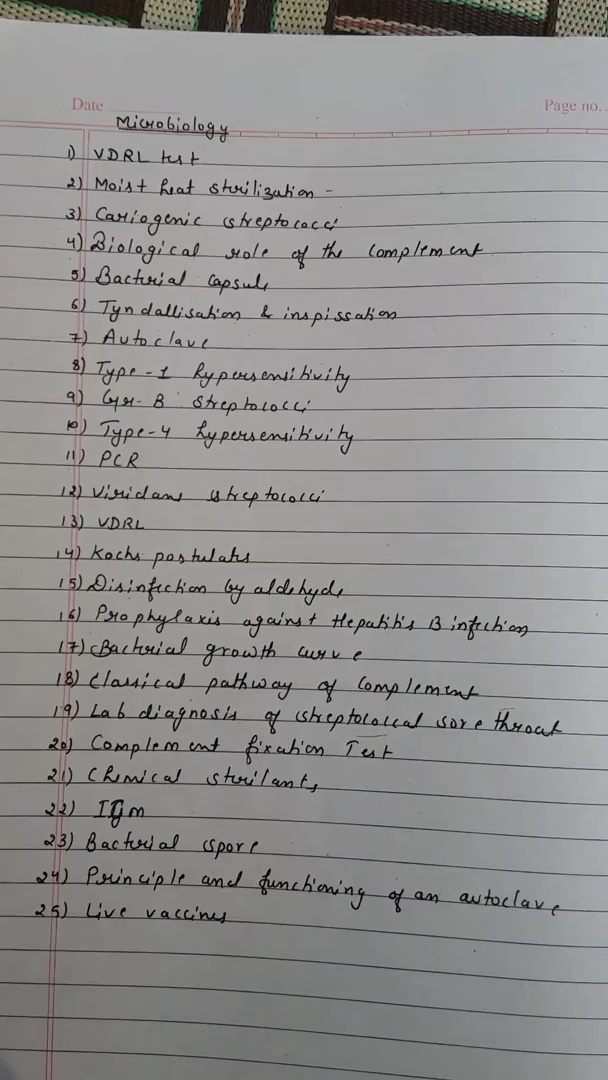 Date
Page no.
Microbiology
1) VDRL test
2) Moist heat sterilization -
3) Cariogenic streptococci
4) Biological role of the complement
5) Bacterial capsule
6) Tyndallisation & inspissation
7) Autoclave
8) Type-1 hypersensitivity
9) Gr-B streptococci
10) Type-4 hypersensitivity
11) PCR
12) Viridans streptococci
13) VDRL
14) Kochs postulates
15) Disinfection by aldehyde
16) Prophylaxis against Hepatitis B infection
17) Bacterial growth curve
18) Classical pathway of complement
19) Lab diagnosis of streptococcal sore throat
20) Complement fixation Test
21) Chemical sterilants
22) IgM
23) Bacterial spore
24) Principle and functioning of an autoclave
25) Live vaccines